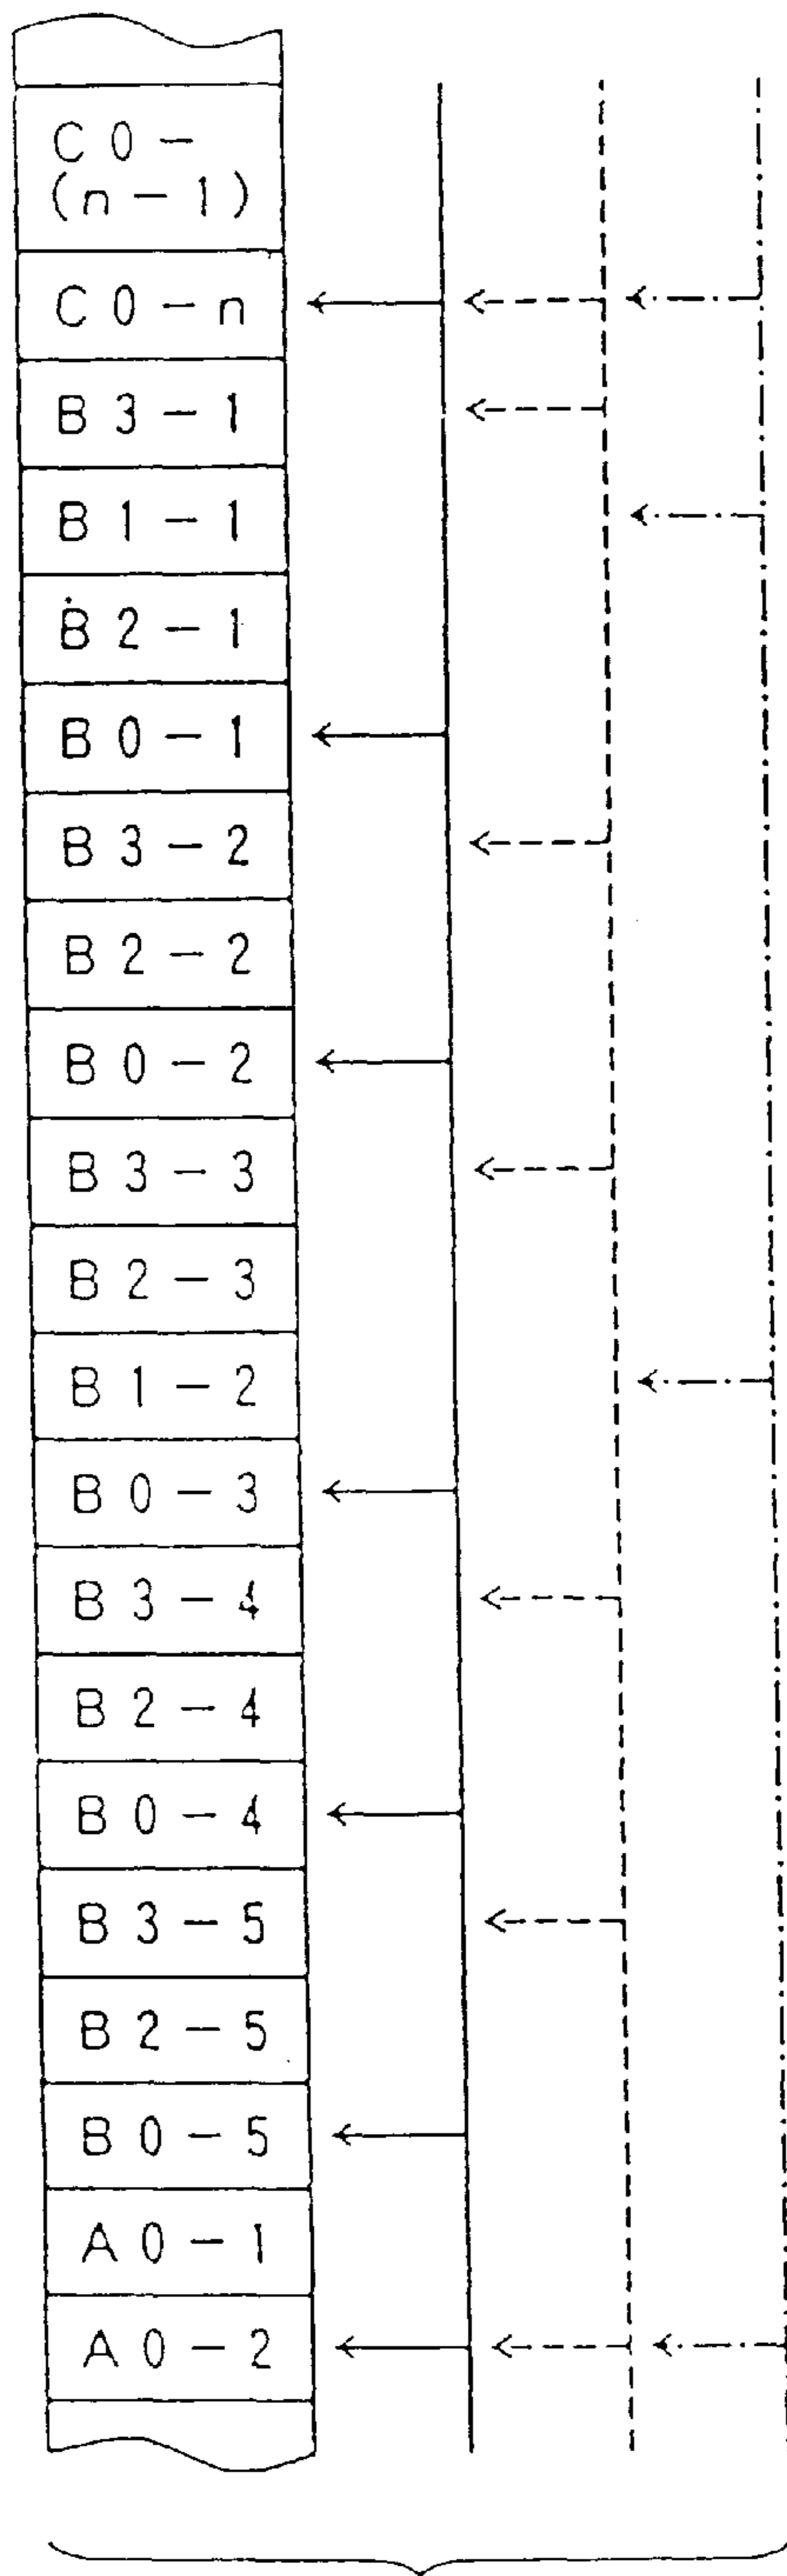 C 0 -
(n - 1)
C 0 - n
B 3 - 1
B 1 - 1
B 2 - 1
B 0 - 1
B 3 - 2
B 2 - 2
B 0 - 2
B 3 - 3
B 2 - 3
B 1 - 2
B 0 - 3
B 3 - 4
B 2 - 4
B 0 - 4
B 3 - 5
B 2 - 5
B 0 - 5
A 0 - 1
A 0 - 2